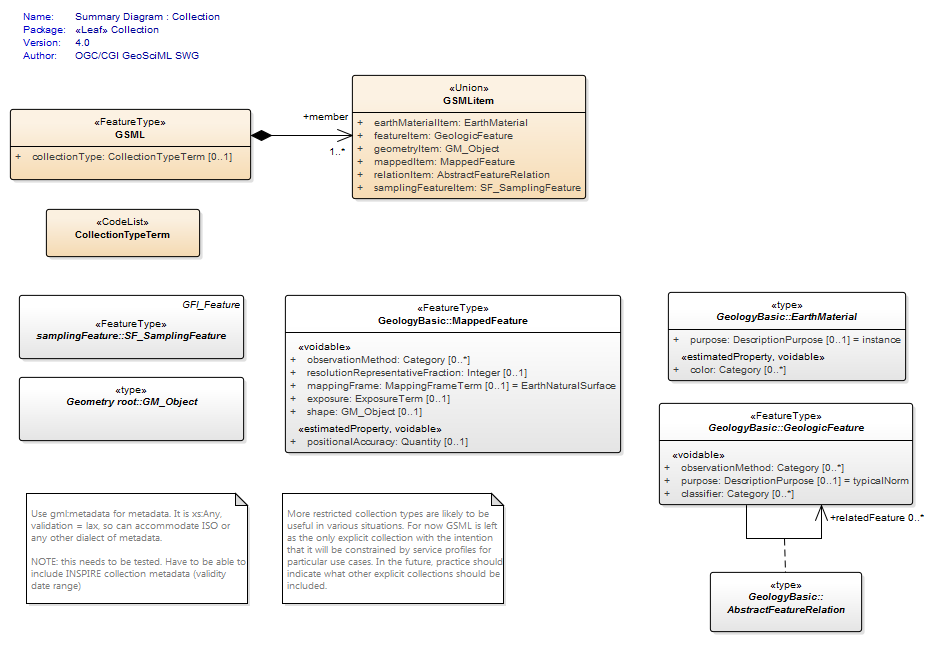 Name: Summary Diagram : Collection
Package: «Leaf» Collection
Version: 4.0
Author: OGC/CGI GeoSciML SWG
«FeatureType»
GSML
+ collectionType: CollectionTypeTerm [0..1]
+member
1..*
«Union»
GSMLitem
+ earthMaterialItem: EarthMaterial
+ featureItem: GeologicFeature
+ geometryItem: GM_Object
+ mappedItem: MappedFeature
+ relationItem: AbstractFeatureRelation
+ samplingFeatureItem: SF_SamplingFeature
«CodeList»
CollectionTypeTerm
GFI_Feature
«FeatureType»
samplingFeature::SF_SamplingFeature
«type»
Geometry root::GM_Object
«FeatureType»
GeologyBasic::MappedFeature
«voidable»
+ observationMethod: Category [0..*]
+ resolutionRepresentativeFraction: Integer [0..1]
+ mappingFrame: MappingFrameTerm [0..1] = EarthNaturalSurface
+ exposure: ExposureTerm [0..1]
+ shape: GM_Object [0..1]
«estimatedProperty, voidable»
+ positionalAccuracy: Quantity [0..1]
«type»
GeologyBasic::EarthMaterial
+ purpose: DescriptionPurpose [0..1] = instance
«estimatedProperty, voidable»
+ color: Category [0..*]
«FeatureType»
GeologyBasic::GeologicFeature
«voidable»
+ observationMethod: Category [0..*]
+ purpose: DescriptionPurpose [0..1] = typicalNorm
+ classifier: Category [0..*]
+relatedFeature 0..*
«type»
GeologyBasic::
AbstractFeatureRelation
Use gml:metadata for metadata. It is xs:Any,
validation = lax, so can accommodate ISO or
any other dialect of metadata.
NOTE: this needs to be tested. Have to be able to
include INSPIRE collection metadata (validity
date range)
More restricted collection types are likely to be
useful in various situations. For now GSML is left
as the only explicit collection with the intention
that it will be constrained by service profiles for
particular use cases. In the future, practice should
indicate what other explicit collections should be
included.